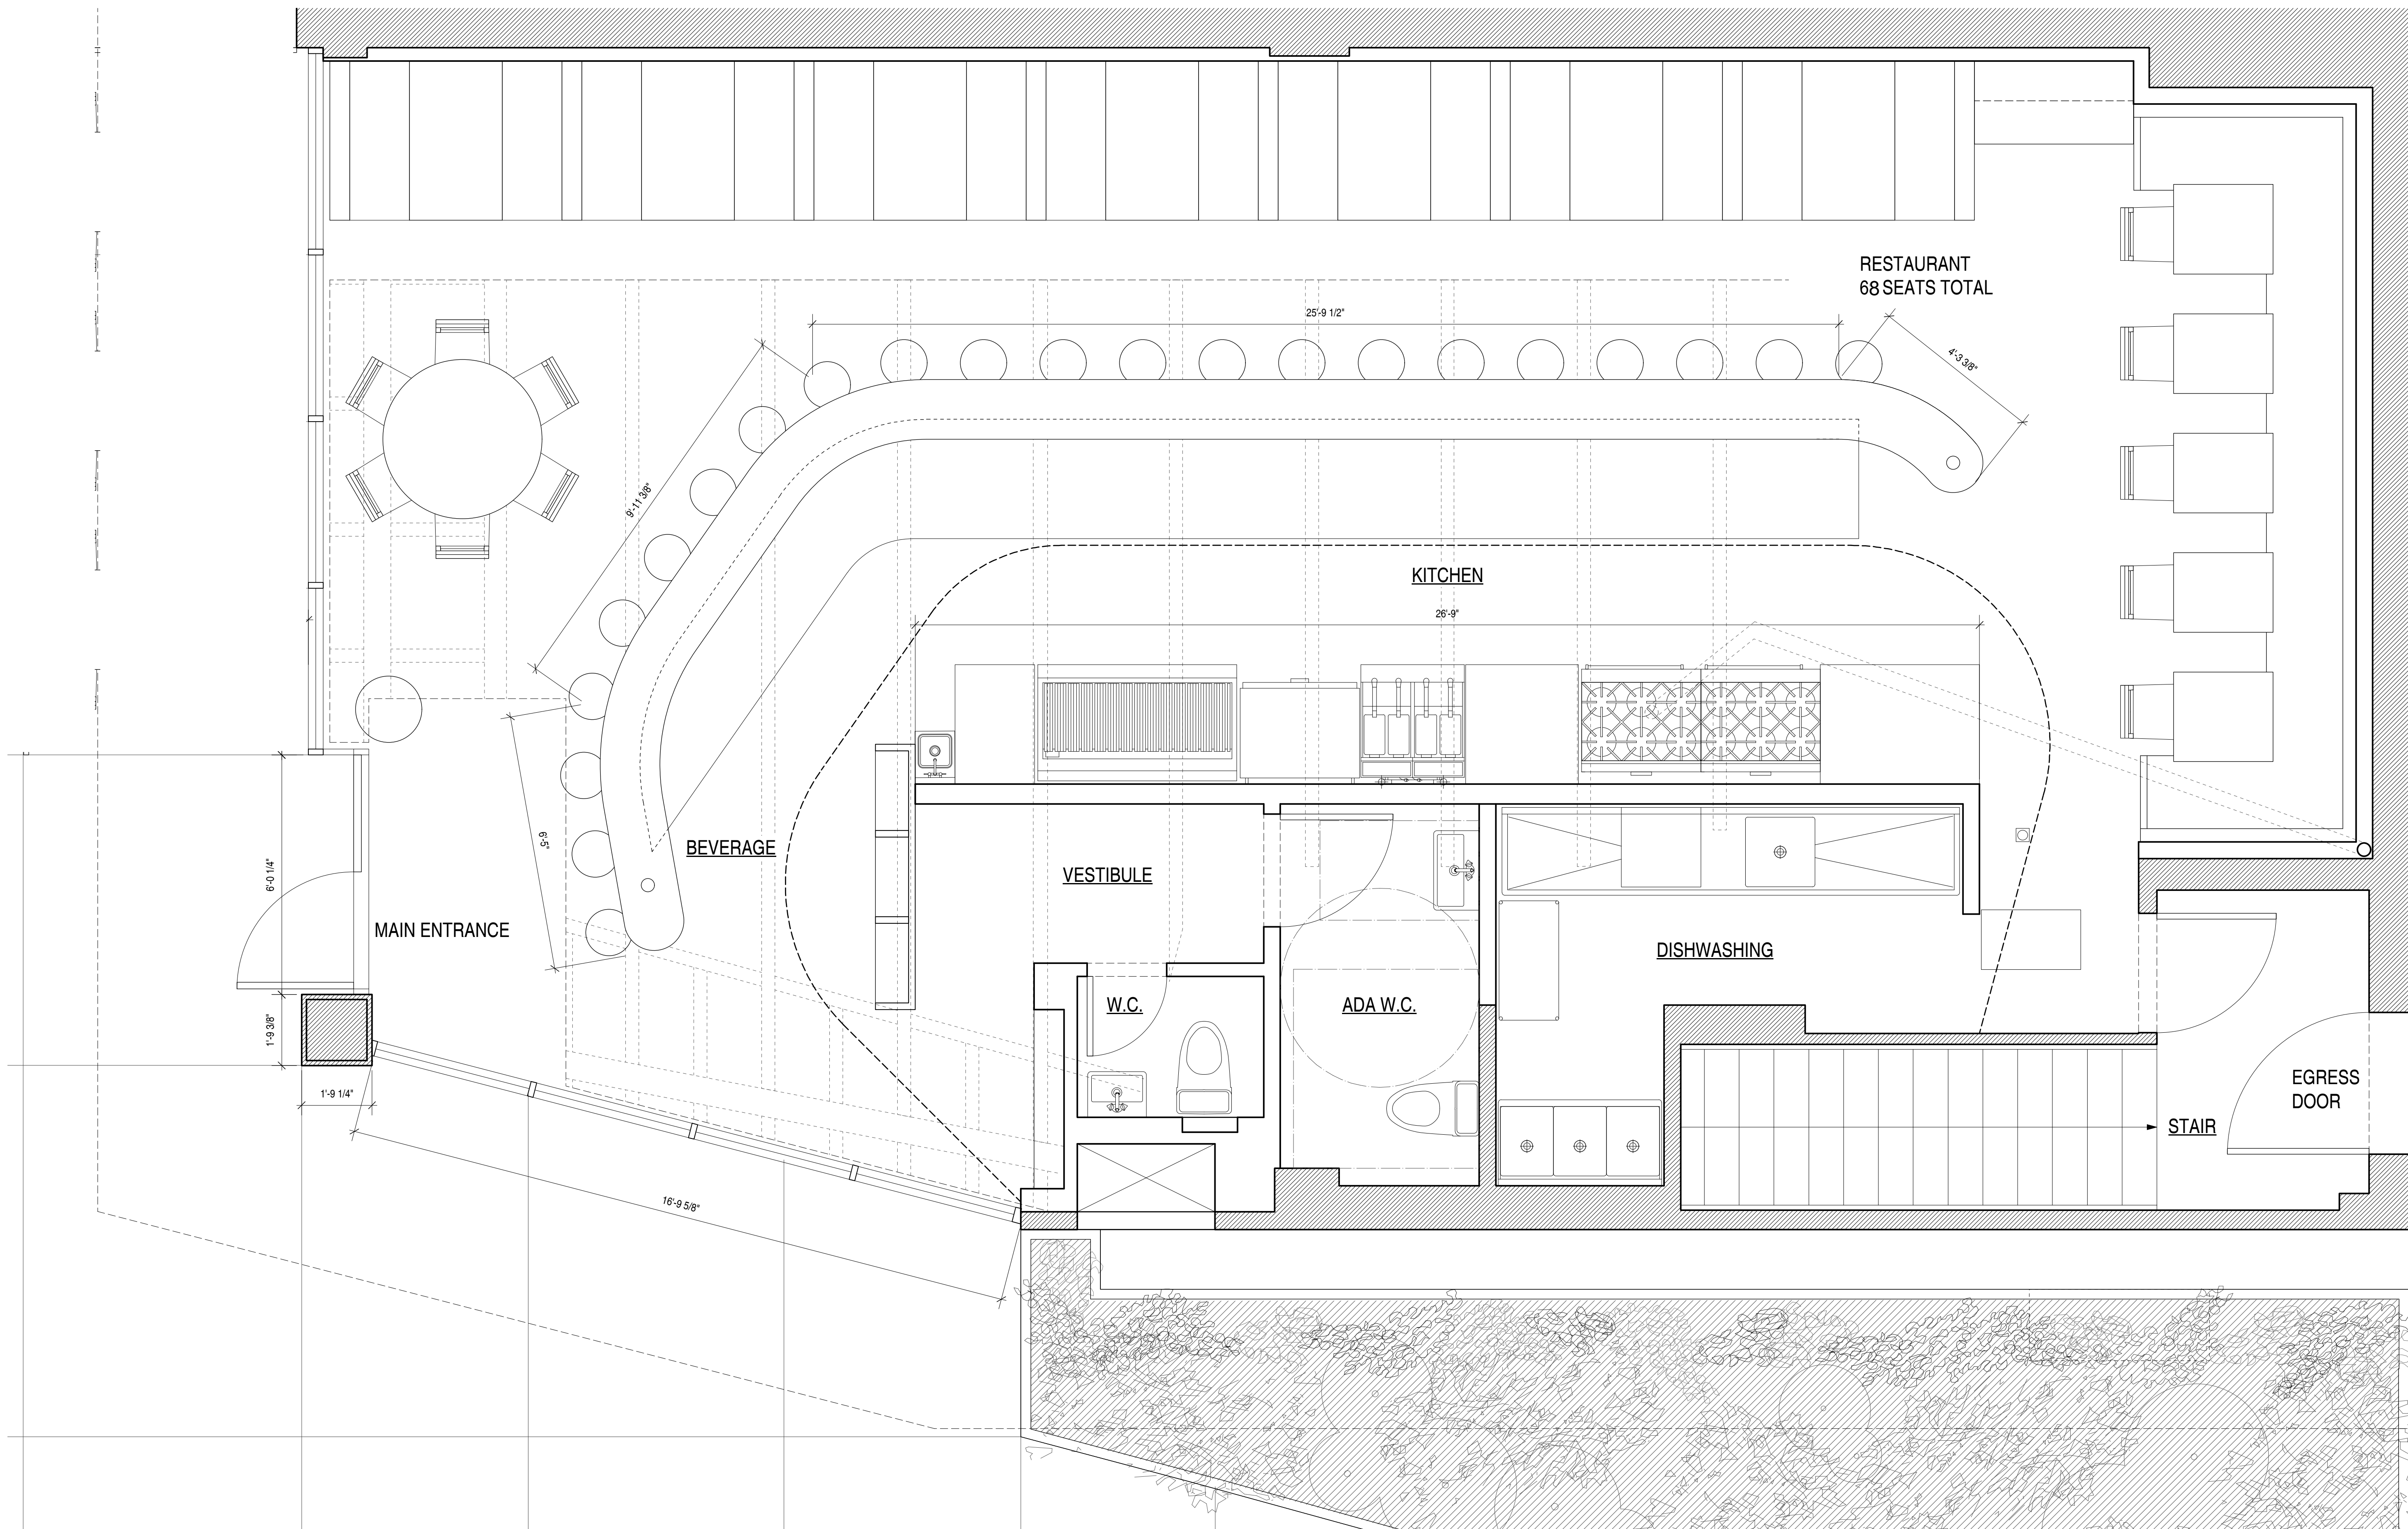 RESTAURANT
68 SEATS TOTAL
25'-9 1/2"
4'-3 3/8"
9'-11 3/8"
KITCHEN
26'-9"
6'-5"
BEVERAGE
VESTIBULE
6'-0 1/4"
MAIN ENTRANCE
DISHWASHING
W.C.
ADA W.C.
1'-9 3/8"
1'-9 1/4"
EGRESS
DOOR
STAIR
16'-9 5/8"